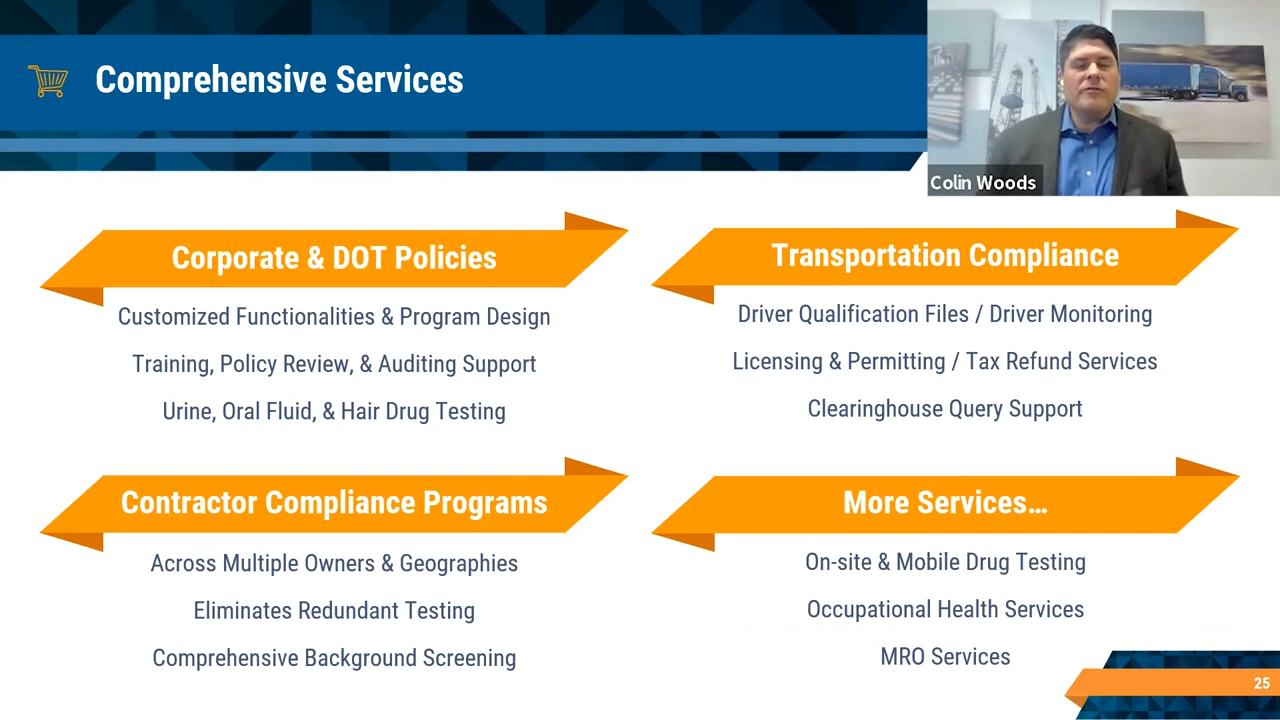 Comprehensive Services
Colin Woods
Corporate & DOT Policies
Customized Functionalities & Program Design
Training, Policy Review, & Auditing Support
Urine, Oral Fluid, & Hair Drug Testing
Transportation Compliance
Driver Qualification Files / Driver Monitoring
Licensing & Permitting / Tax Refund Services
Clearinghouse Query Support
Contractor Compliance Programs
Across Multiple Owners & Geographies
Eliminates Redundant Testing
Comprehensive Background Screening
More Services…
On-site & Mobile Drug Testing
Occupational Health Services
MRO Services
25